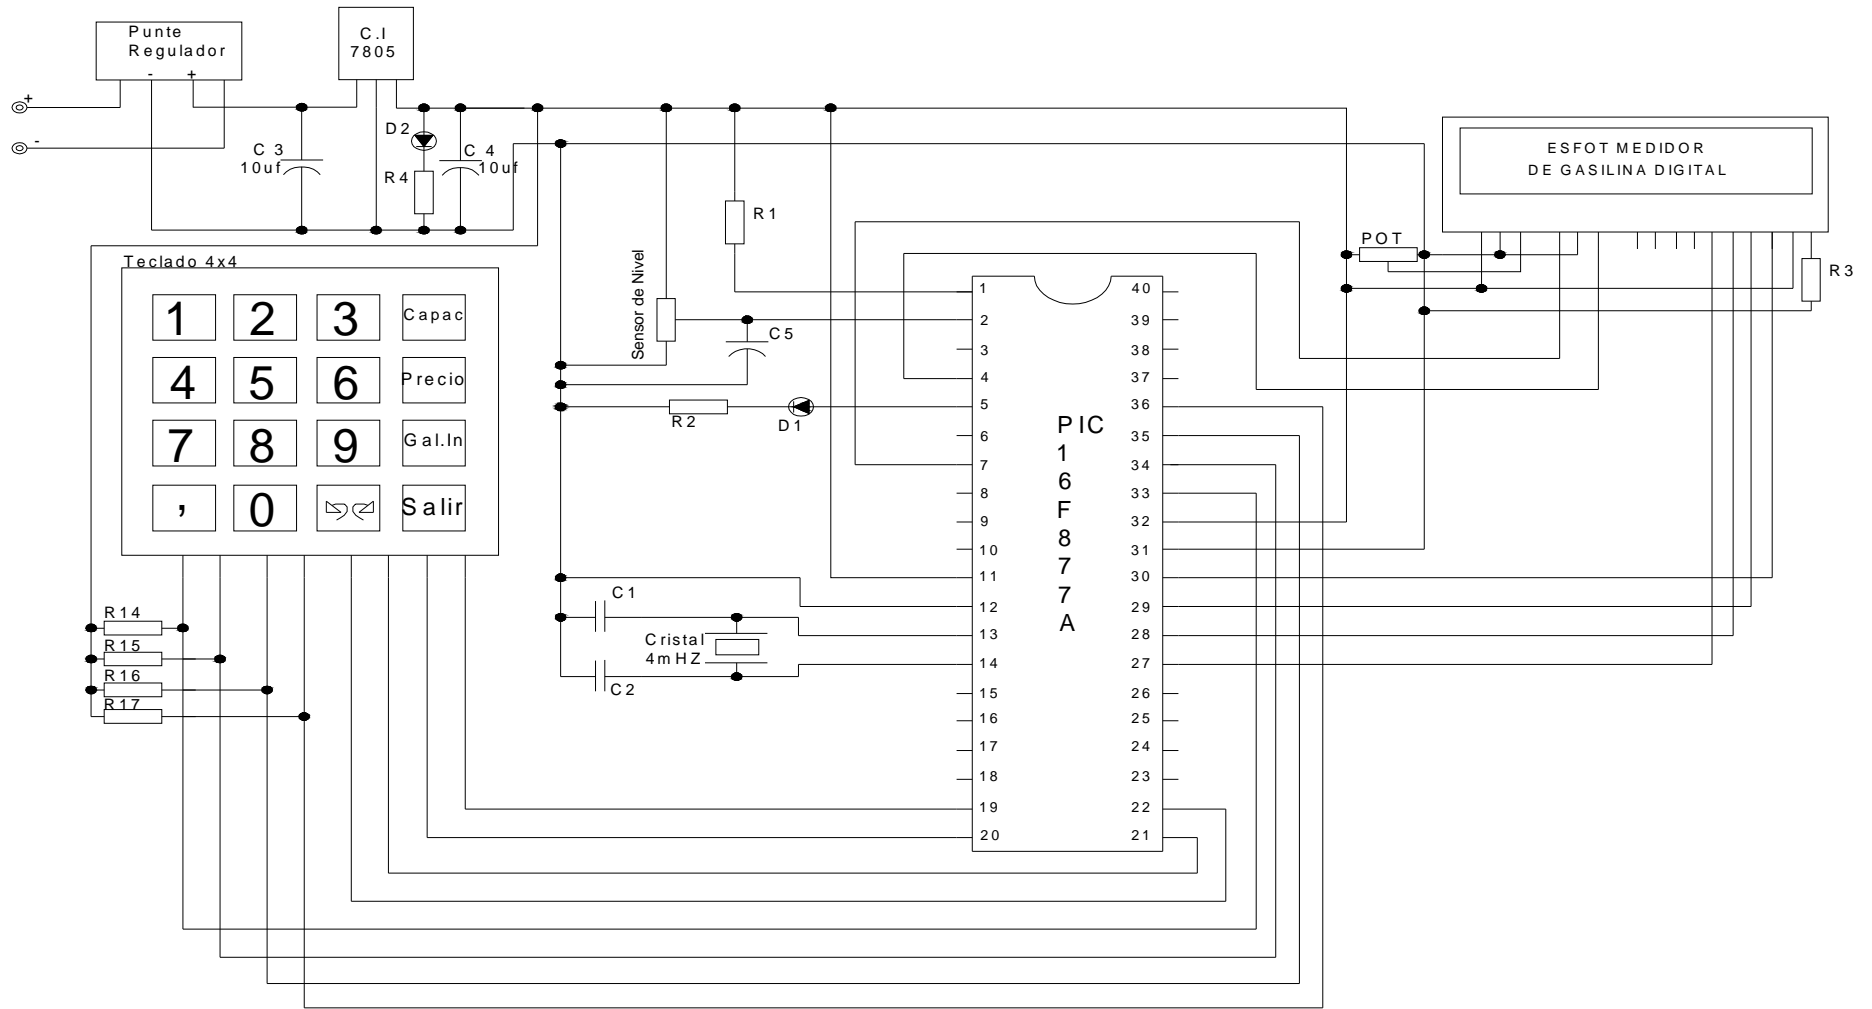 Punte
Regulador
- +
C.I
7805
+
-
C 3
10uf
D2
R4
C 4
10uf
R1
ESFOT MEDIDOR
DE GASILINA DIGITAL
POT
R3
Teclado 4x4
1 2 3 Capac
4 5 6 Precio
7 8 9 Gal.In
, 0 Salir
Sensor de Nivel
C5
R2
D1
C1
Cristal
4mHZ
C2
R14
R15
R16
R17
PIC
1
6
F
8
7
7
A
1 40
2 39
3 38
4 37
5 36
6 35
7 34
8 33
9 32
10 31
11 30
12 29
13 28
14 27
15 26
16 25
17 24
18 23
19 22
20 21